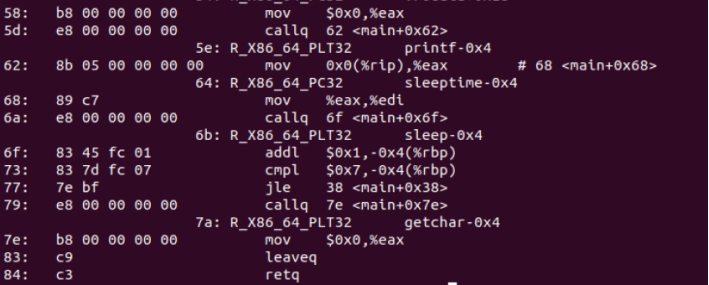 58: b8 00 00 00 00 mov $0x0,%eax
5d: e8 00 00 00 00 callq 62 <main+0x62>
5e: R_X86_64_PLT32 printf-0x4
62: 8b 05 00 00 00 00 mov 0x0(%rip),%eax # 68 <main+0x68>
64: R_X86_64_PC32 sleeptime-0x4
68: 89 c7 mov %eax,%edi
6a: e8 00 00 00 00 callq 6f <main+0x6f>
6b: R_X86_64_PLT32 sleep-0x4
6f: 83 45 fc 01 addl $0x1,-0x4(%rbp)
73: 83 7d fc 07 cmpl $0x7,-0x4(%rbp)
77: 7e bf jle 38 <main+0x38>
79: e8 00 00 00 00 callq 7e <main+0x7e>
7a: R_X86_64_PLT32 getchar-0x4
7e: b8 00 00 00 00 mov $0x0,%eax
83: c9 leaveq
84: c3 retq